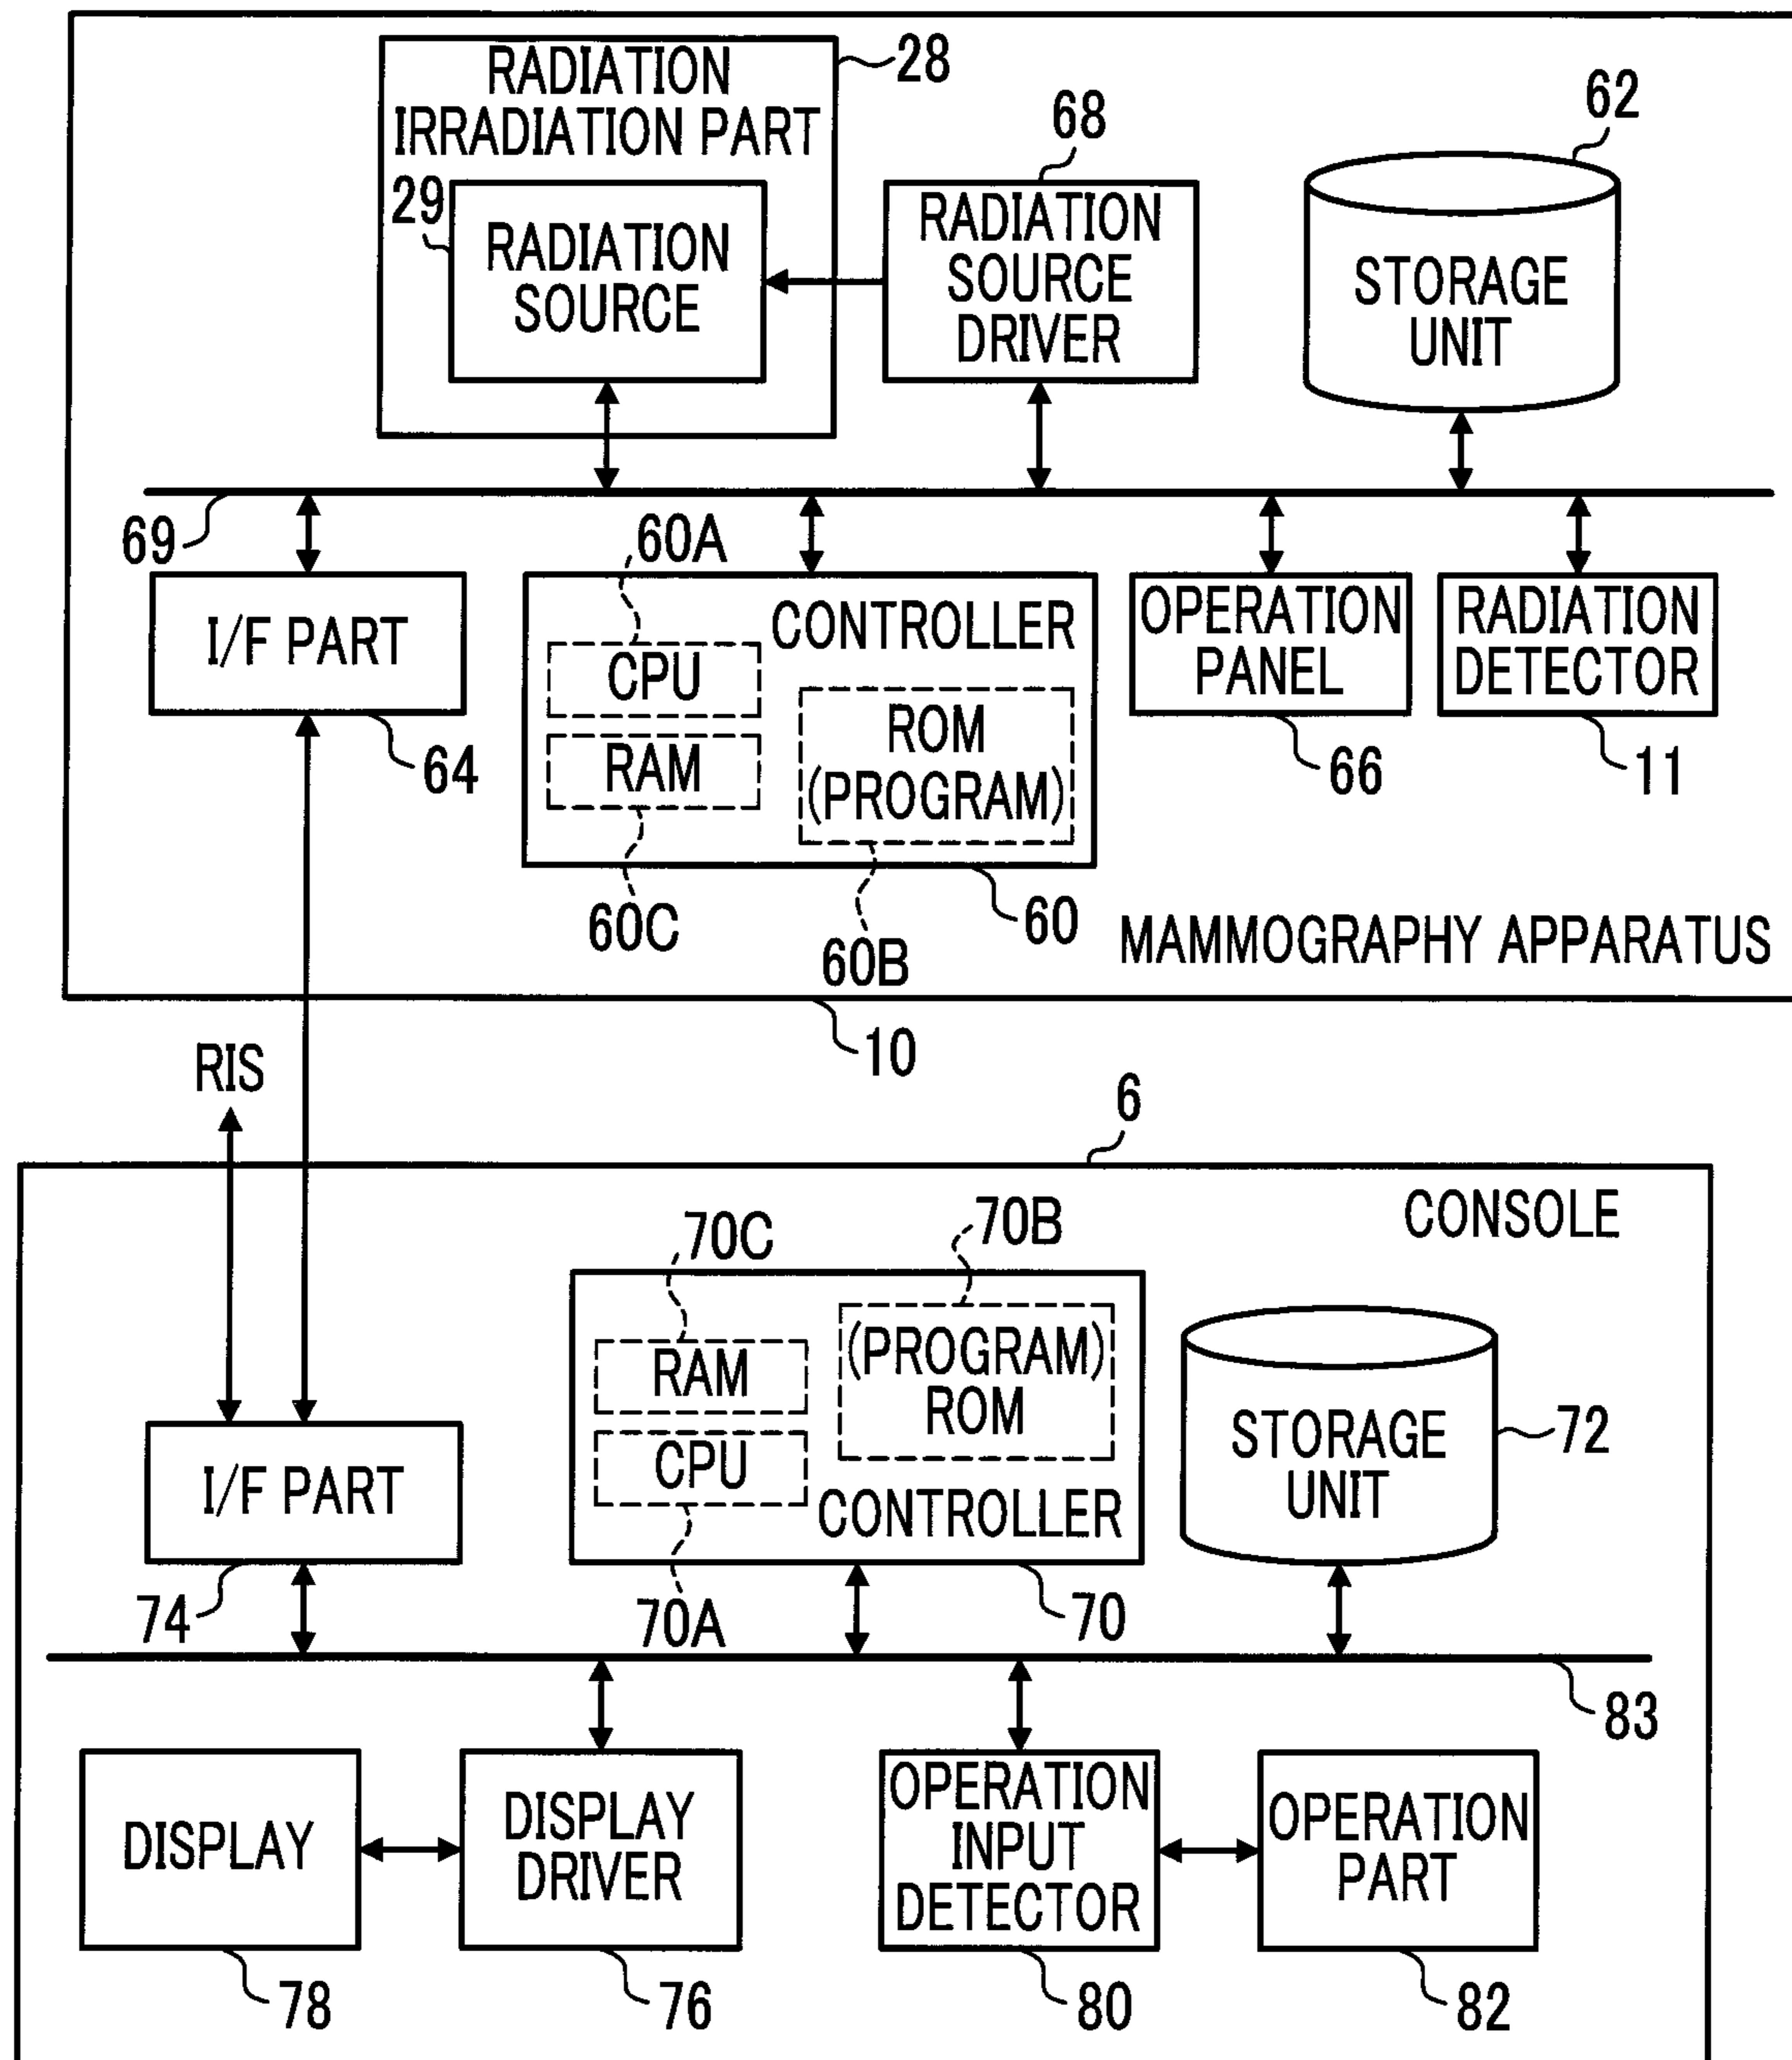 RADIATION
IRRADIATION PART
28
29
RADIATION
SOURCE
68
RADIATION
SOURCE
DRIVER
62
STORAGE
UNIT
69
I/F PART
64
60A
CONTROLLER
CPU
RAM
ROM
(PROGRAM)
60C
60B
60
OPERATION
PANEL
66
RADIATION
DETECTOR
11
MAMMOGRAPHY APPARATUS
10
RIS
6
CONSOLE
70C
70B
RAM
CPU
(PROGRAM)
ROM
CONTROLLER
70A
70
STORAGE
UNIT
72
I/F PART
74
83
DISPLAY
78
DISPLAY
DRIVER
76
OPERATION
INPUT
DETECTOR
80
OPERATION
PART
82